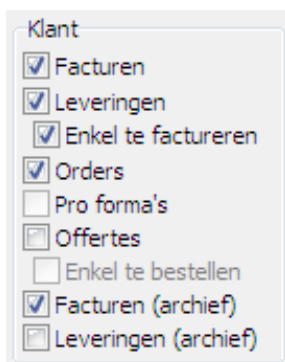 Klant
Facturen
Leveringen
Enkel te factureren
Orders
Pro forma's
Offertes
Enkel te bestellen
Facturen (archief)
Leveringen (archief)